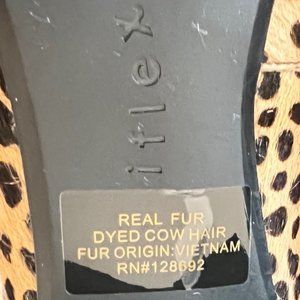 itlex
REAL FUR
DYED COW HAIR
FUR ORIGIN:VIETNAM
RN#128692